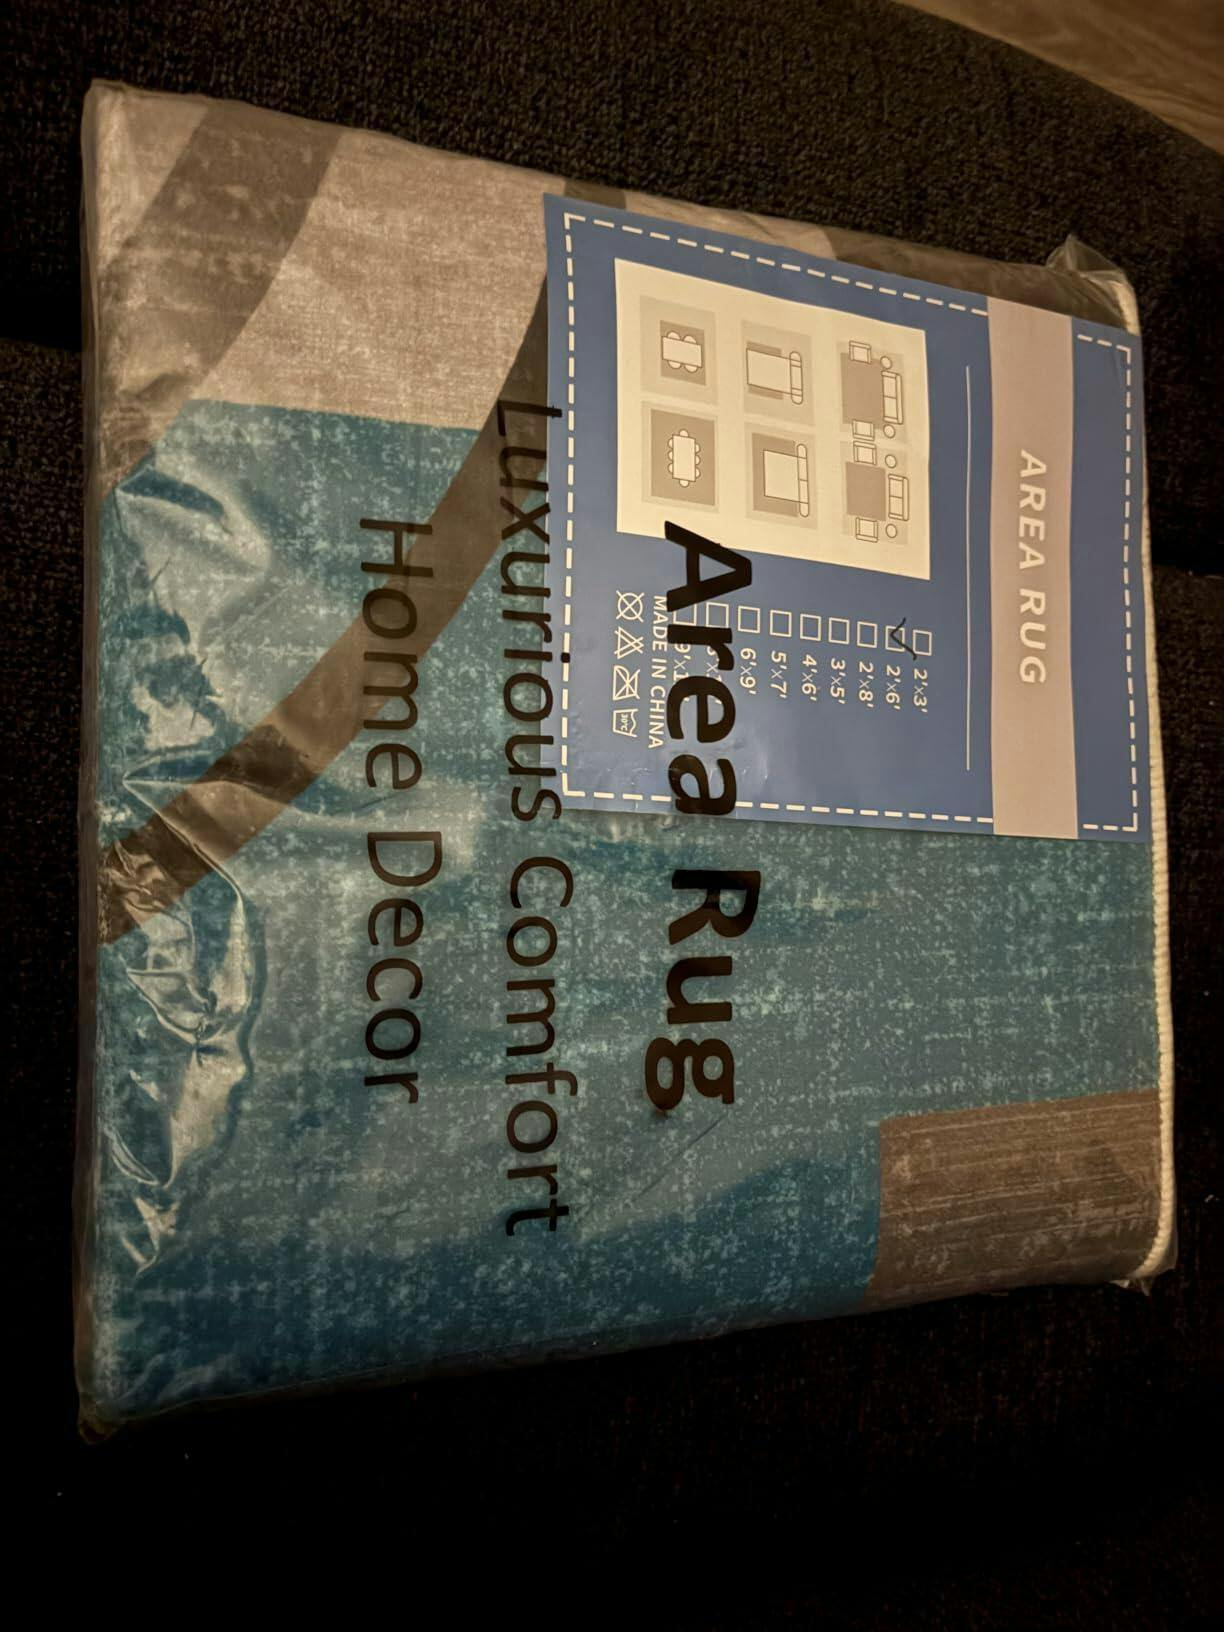 AREA RUG
2'x3'
2'x6'
2'x8'
3'x5'
4'x6'
5'x7'
6'x9'
MADE IN CHINA
30°C
Area Rug
Luxurious Comfort
Home Decor